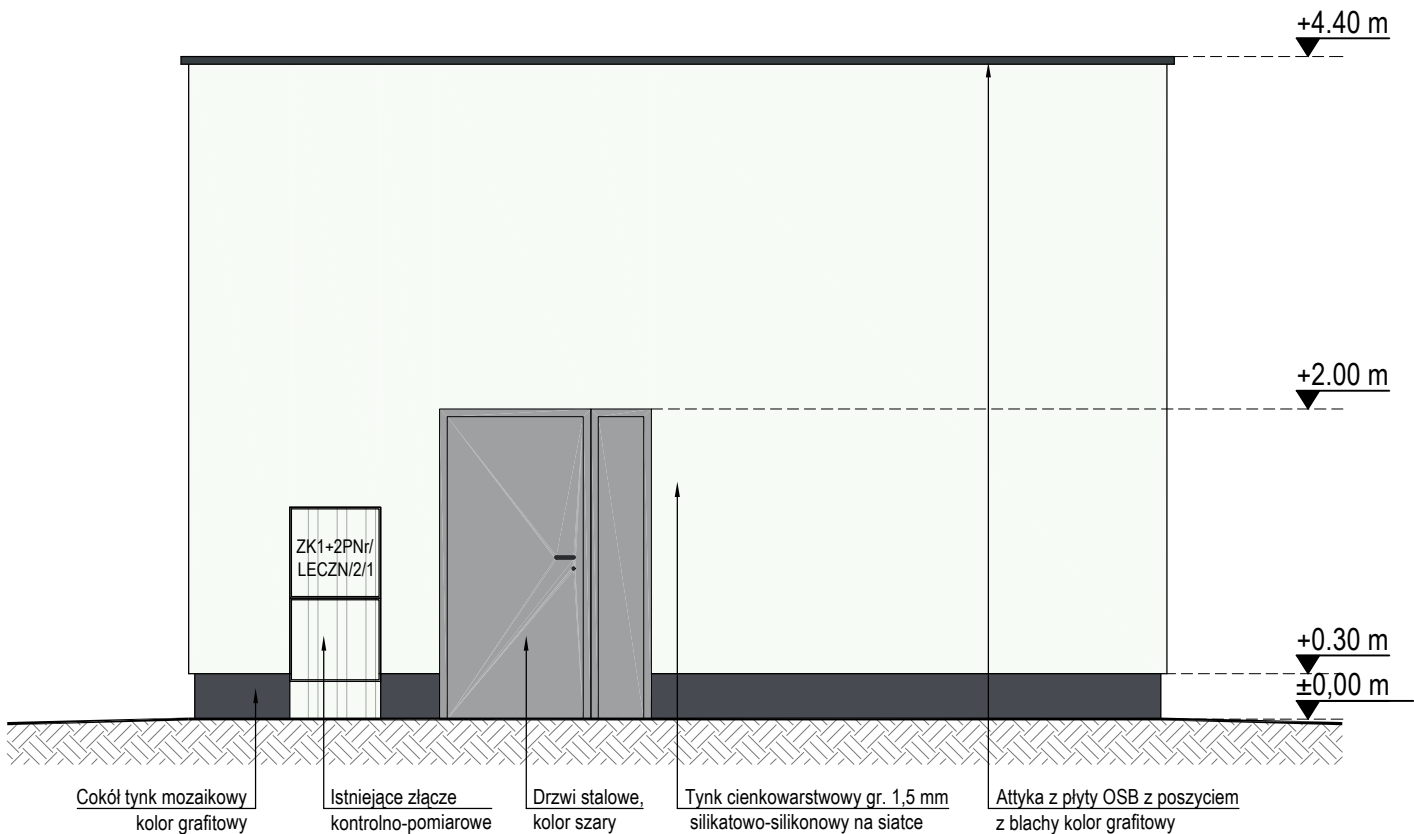 +4.40 m
+2.00 m
ZK1+2PNr/
LECZN/2/1
+0.30 m
±0,00 m
Cokół tynk mozaikowy
kolor grafitowy
Istniejące złącze
kontrolno-pomiarowe
Drzwi stalowe,
kolor szary
Tynk cienkowarstwowy gr. 1,5 mm
silikatowo-silikonowy na siatce
Attyka z płyty OSB z poszyciem
z blachy kolor grafitowy